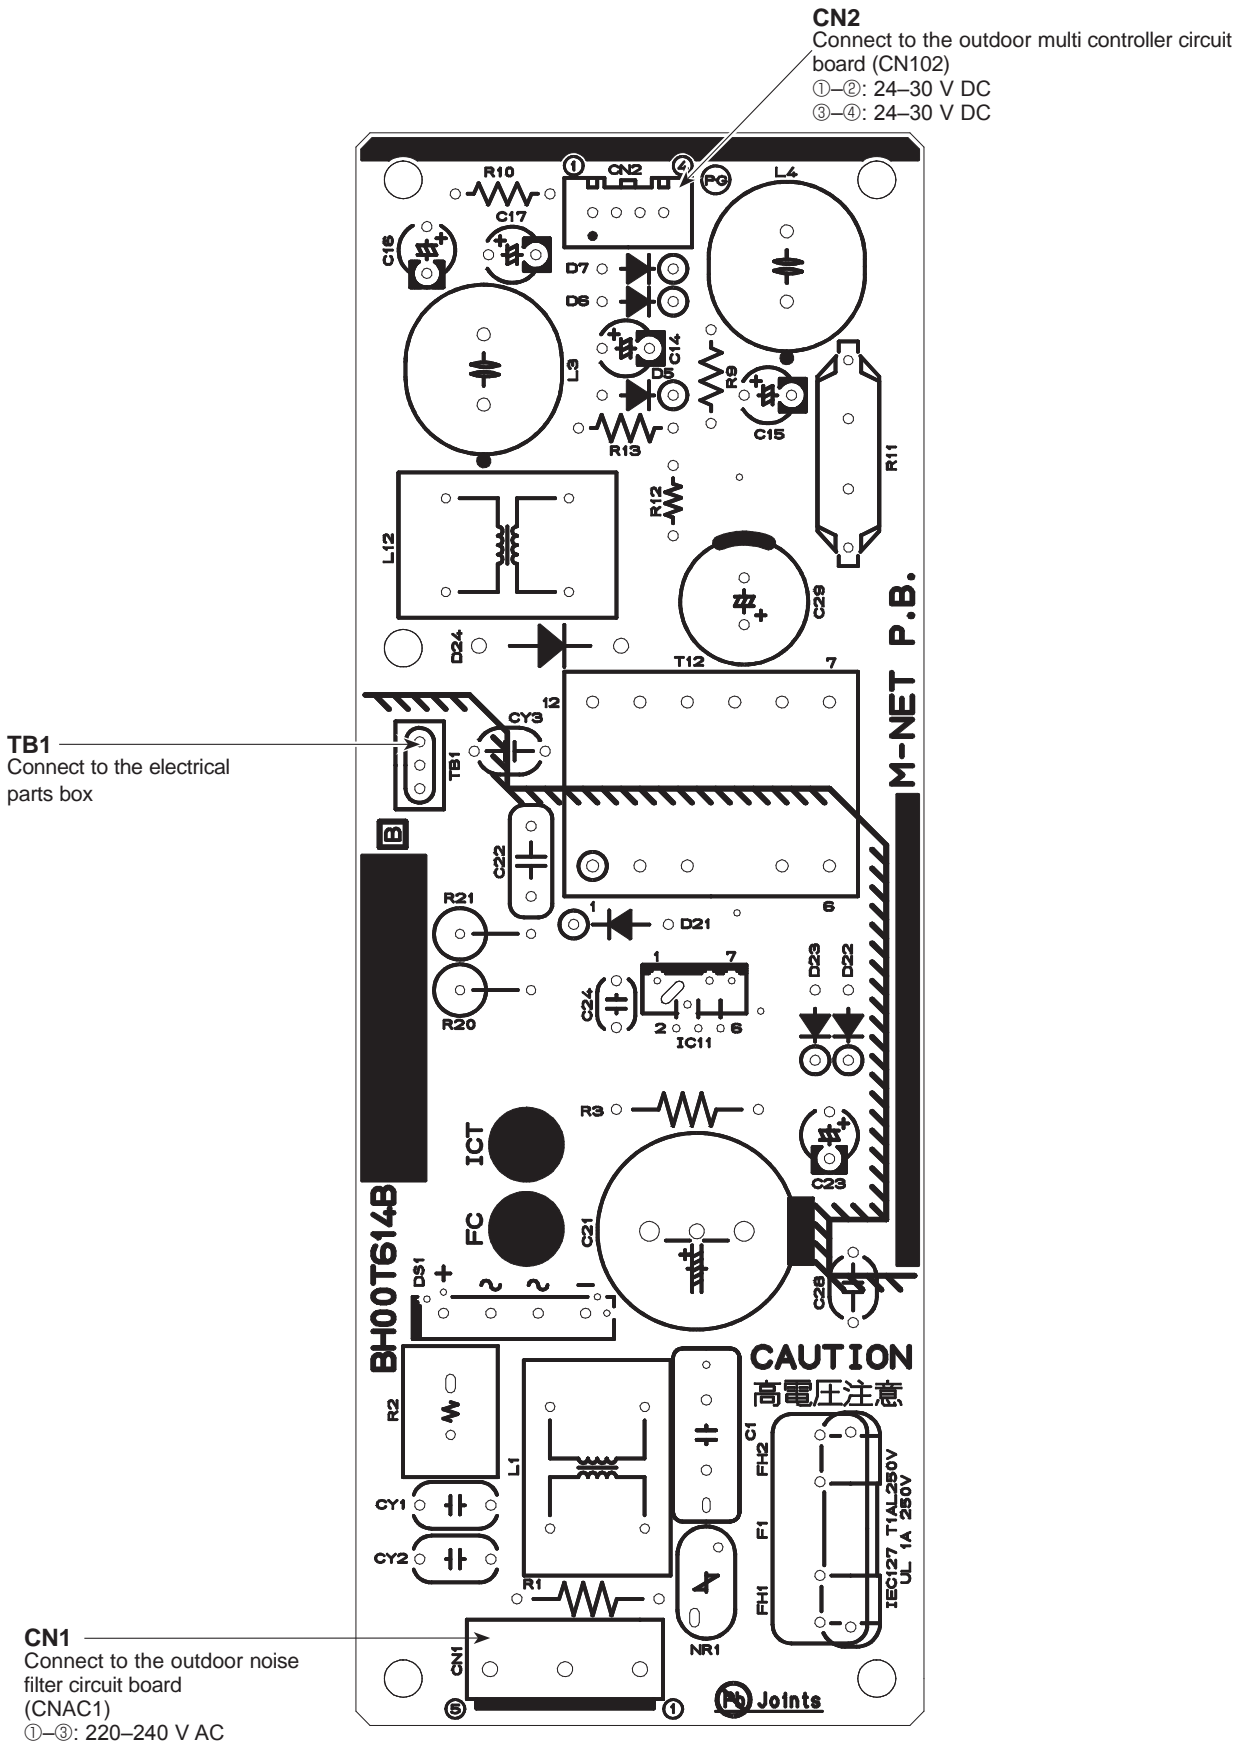 CN2
Connect to the outdoor multi controller circuit
board (CN102)
①–②: 24–30 V DC
③–④: 24–30 V DC
① CN2 ④
PG
L4
R10
C17
C16
D7
D6
C14
L3
D5
R9
C15
R13
R11
R12
L12
C29
D24
T12
7
12
CY3
M-NET P.B.
TB1
Connect to the electrical
parts box
TB1
B
C22
R21
1
6
D21
D23
D22
1
7
C24
2
6
IC11
R20
R3
ICT
C23
FC
C21
BH00T614B
DS1
+ ~ ~ −
C28
CAUTION
高電圧注意
R2
L1
C1
FH2
F1
FH1
IEC127 T1AL250V
UL 1A 250V
CY1
CY2
R1
NR1
CN1
Connect to the outdoor noise
filter circuit board
(CNAC1)
①–③: 220–240 V AC
CN1
⑤
①
Pb Joints